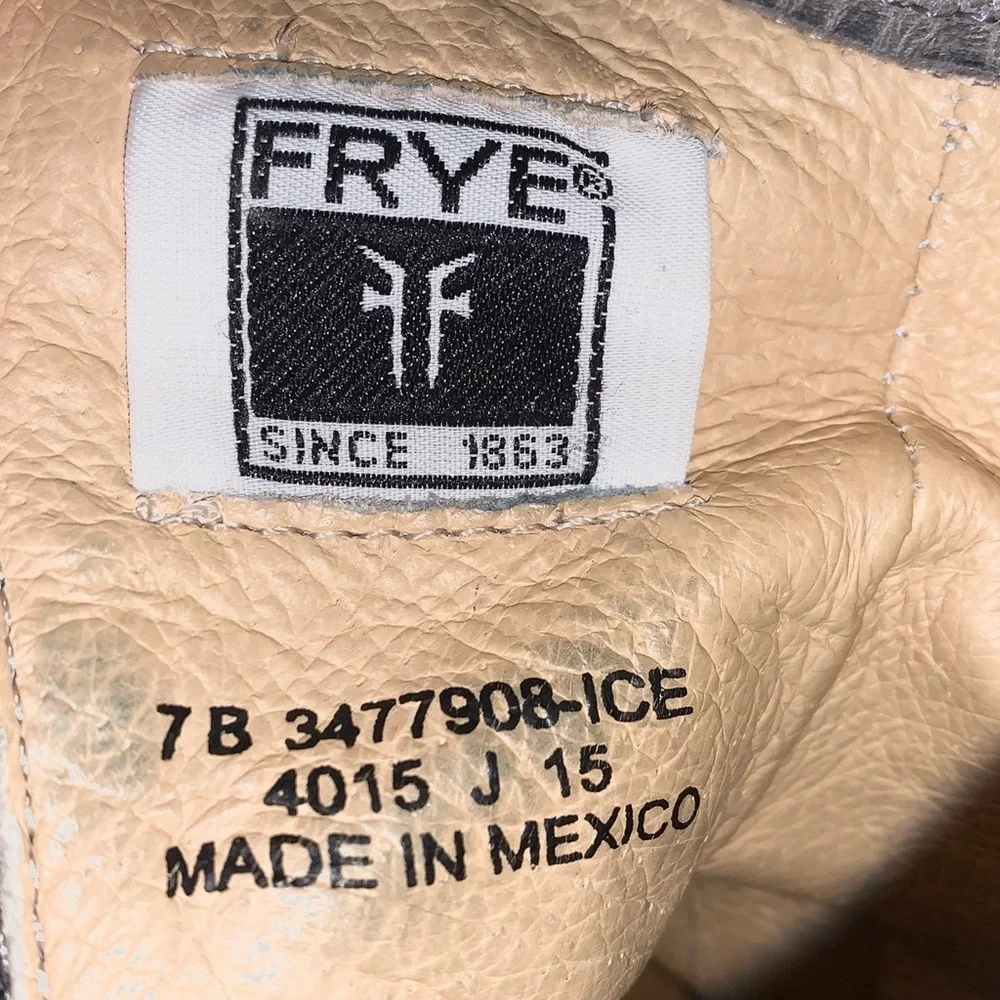 FRYE®
SINCE 1863
7 B 3477908-ICE
4015 J 15
MADE IN MEXICO